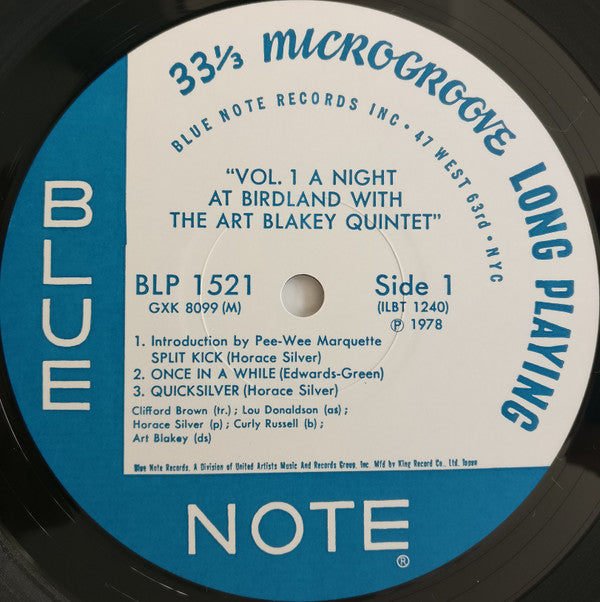 33⅓ MICROGROOVE LONG PLAYING
BLUE NOTE RECORDS INC • 47 WEST 63rd • NYC
"VOL. 1 A NIGHT
AT BIRDLAND WITH
THE ART BLAKEY QUINTET"
BLP 1521
GXK 8099 (M)
Side 1
(ILBT 1240)
Ⓟ 1978
1. Introduction by Pee-Wee Marquette
SPLIT KICK (Horace Silver)
2. ONCE IN A WHILE (Edwards-Green)
3. QUICKSILVER (Horace Silver)
Clifford Brown (tr.) ; Lou Donaldson (as) ;
Horace Silver (p) ; Curly Russell (b) ;
Art Blakey (ds)
Blue Note Records, A Division of United Artists Music And Records Group, Inc. Mfd by King Record Co., Ltd. Japan
BLUE
NOTE®